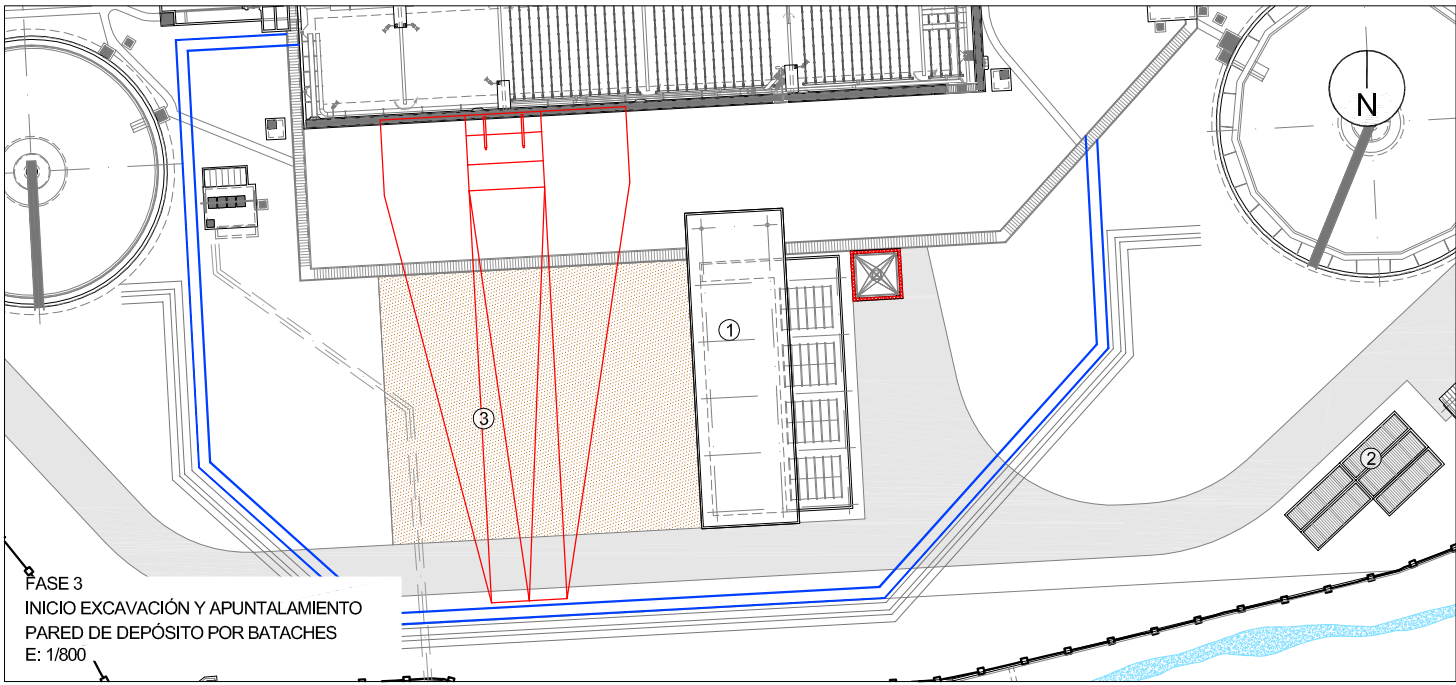 N
1
2
3
FASE 3
INICIO EXCAVACIÓN Y APUNTALAMIENTO
PARED DE DEPÓSITO POR BATACHES
E: 1/800